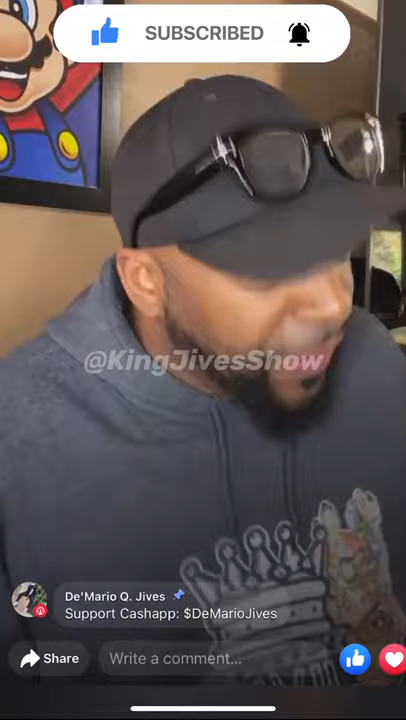 SUBSCRIBED
@KingJivesShow
De'Mario Q. Jives
Support Cashapp: $DeMarioJives
Share
Write a comment...